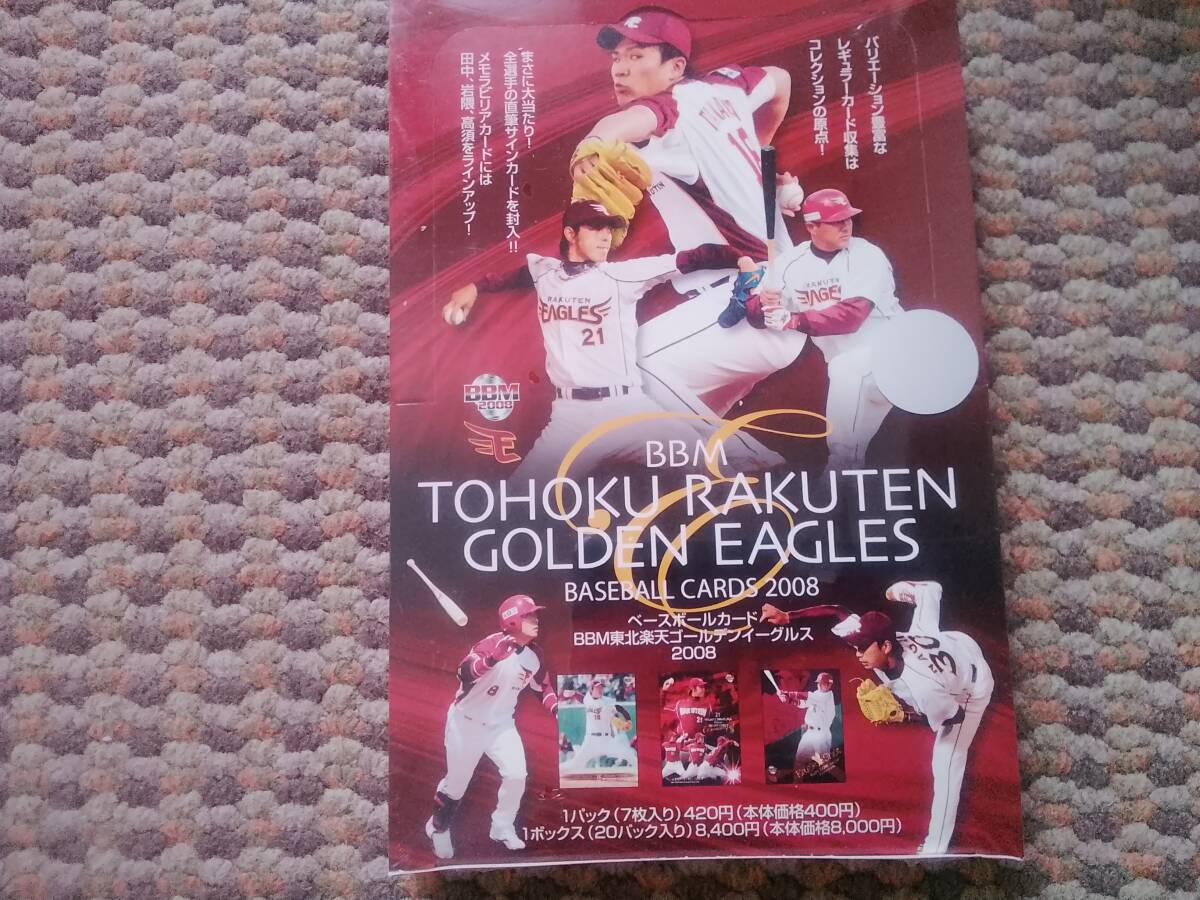 バリエーション豊富な
レギュラーカード収集は
コレクションの原点!
まさに大当たり!
全選手の直筆サインカードを封入!!
メモラビリアカードには
田中、岩隈、高須をラインアップ!
RAKUTEN
EAGLES
21
EAGLES
BBM
2008
E
BBM
TOHOKU RAKUTEN
GOLDEN EAGLES
BASEBALL CARDS 2008
ベースボールカード
BBM東北楽天ゴールデンイーグルス
2008
8
1パック(7枚入り)420円(本体価格400円)
1ボックス(20パック入り)8,400円(本体価格8,000円)